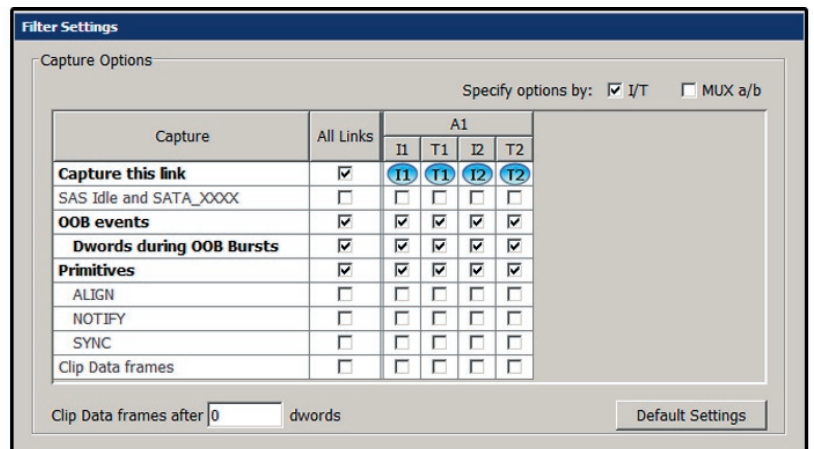 Filter Settings
Capture Options
Specify options by: I/T MUX a/b
Capture All Links A1
I1 T1 I2 T2
Capture this link I1 T1 I2 T2
SAS Idle and SATA_XXXX
OOB events
Dwords during OOB Bursts
Primitives
ALIGN
NOTIFY
SYNC
Clip Data frames
Clip Data frames after 0 dwords
Default Settings